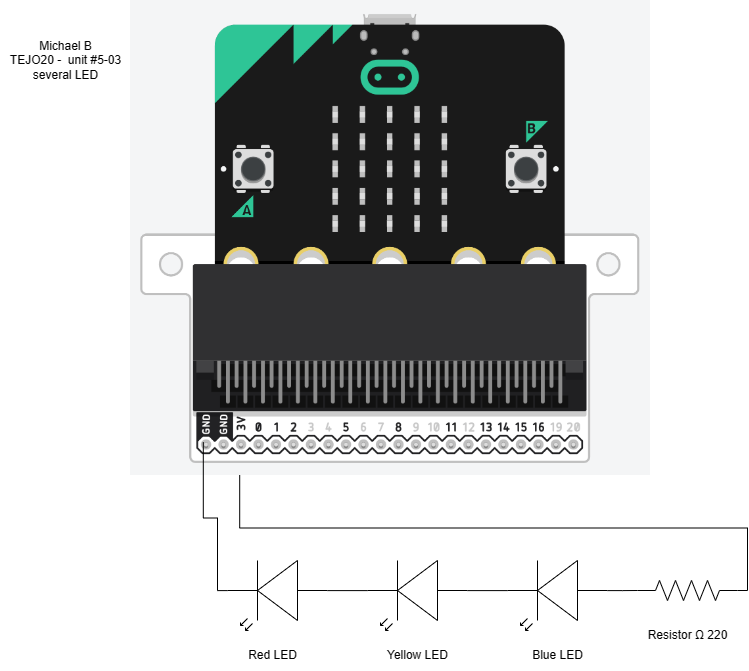 Michael B
TEJO20 - unit #5-03
several LED
B
A
GND GND 3V 0 1 2 3 4 5 6 7 8 9 10 11 12 13 14 15 16 19 20
Resistor Ω 220
Red LED
Yellow LED
Blue LED